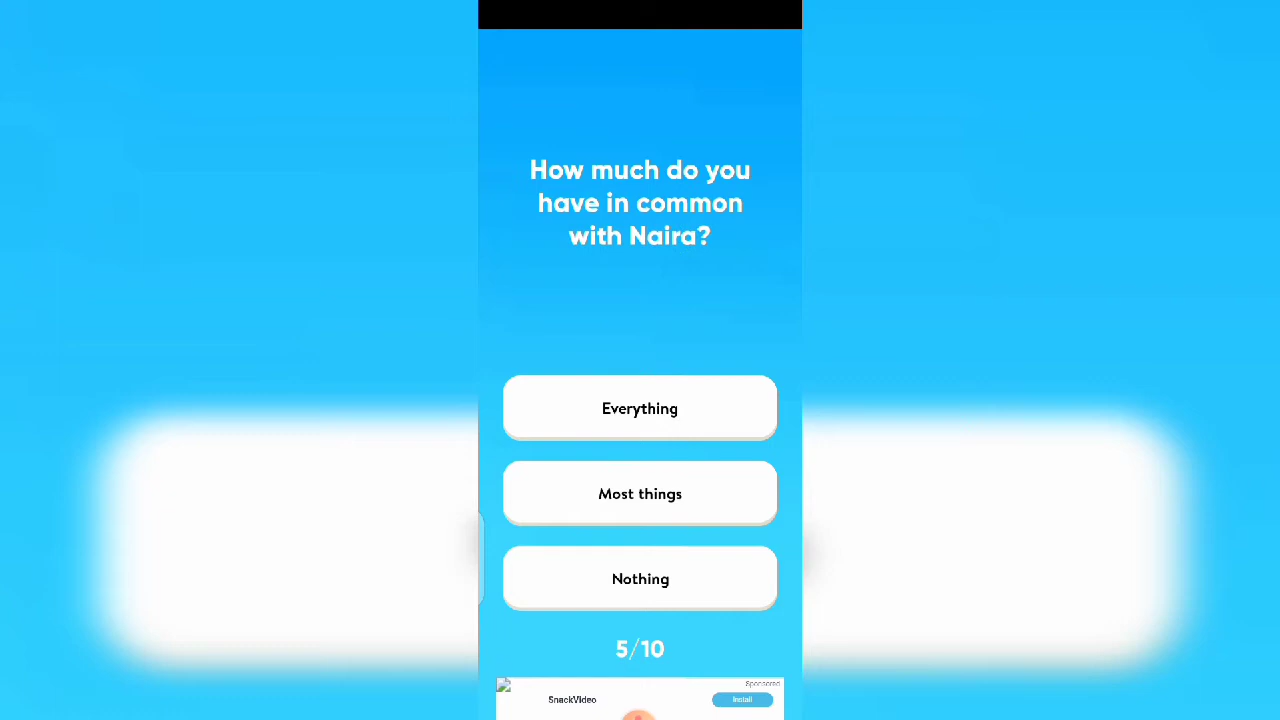 How much do you
have in common
with Naira?
Everything
Most things
Nothing
5/10
Sponsored
SnackVideo
Install